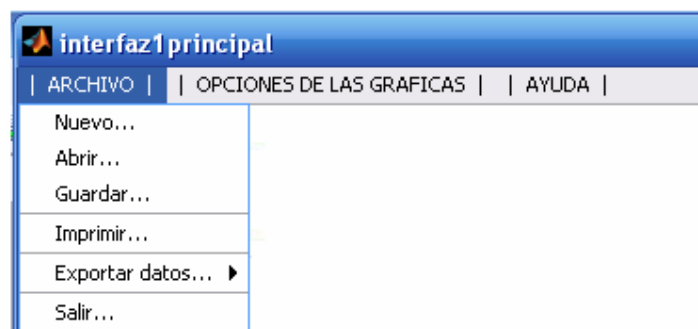 interfaz1principal
| ARCHIVO | | OPCIONES DE LAS GRAFICAS | | AYUDA |
Nuevo...
Abrir...
Guardar...
Imprimir...
Exportar datos...
Salir...